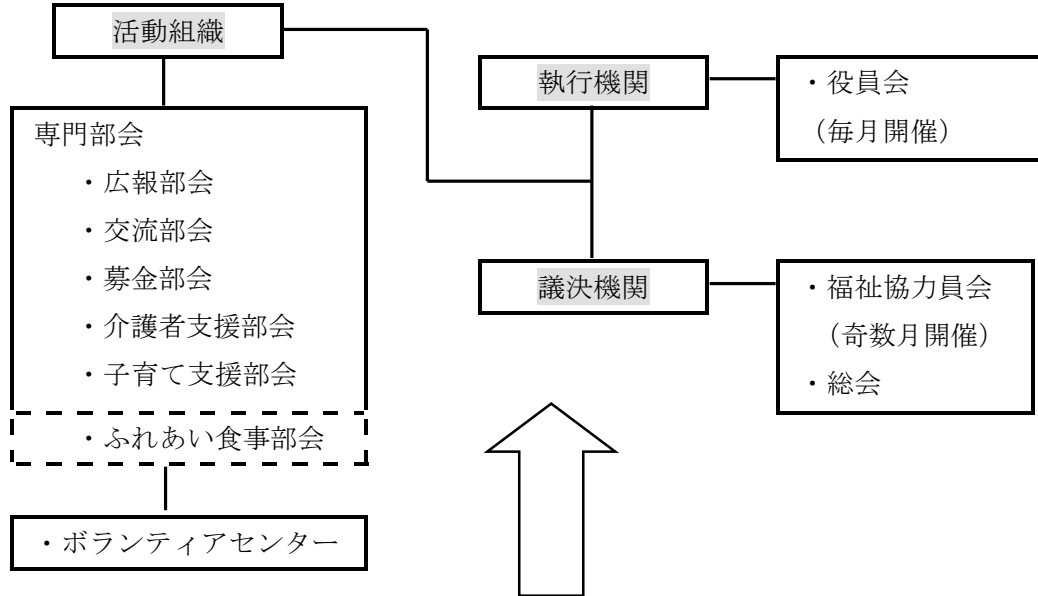 活動組織
専門部会
・広報部会
・交流部会
・募金部会
・介護者支援部会
・子育て支援部会
・ふれあい食事部会
・ボランティアセンター
執行機関
・役員会
（毎月開催）
議決機関
・福祉協力員会
（奇数月開催）
・総会